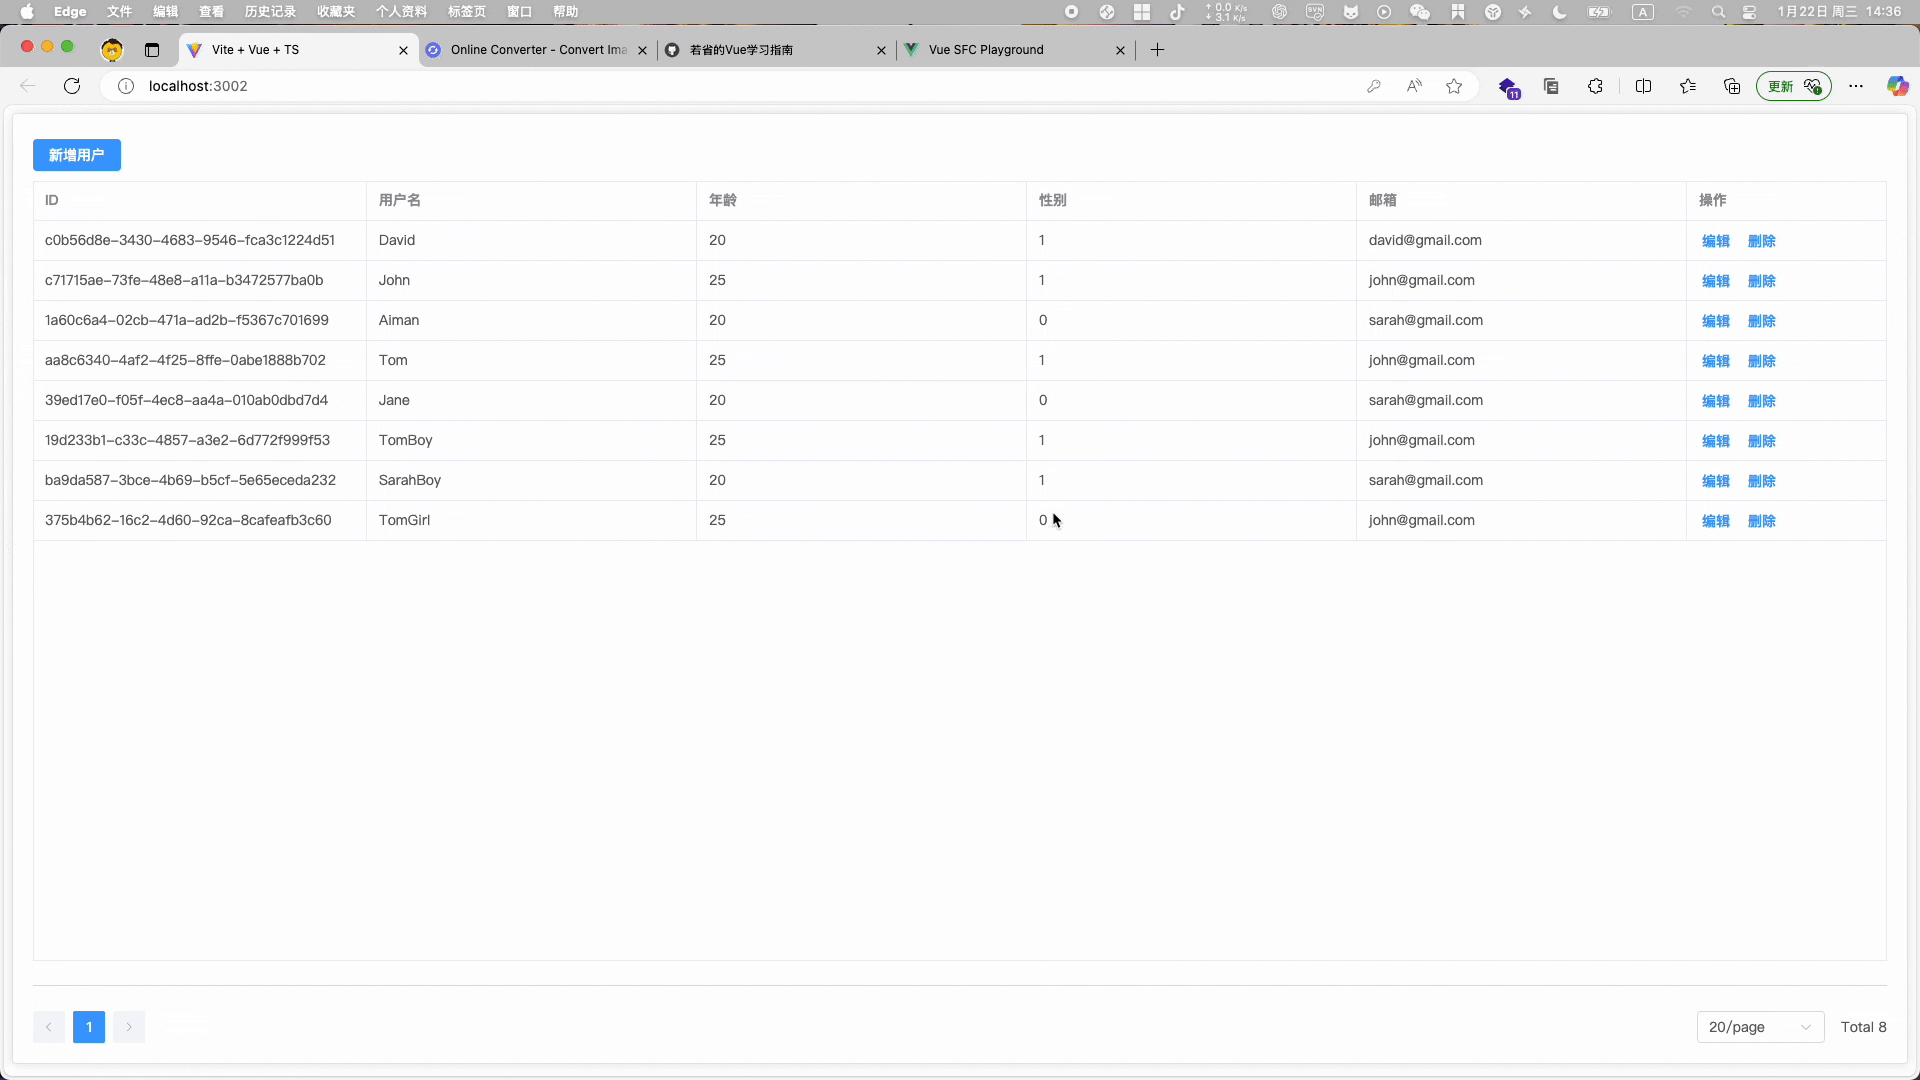 Edge 文件 编辑 查看 历史记录 收藏夹 个人资料 标签页 窗口 帮助 0.0 K/s 3.1 K/s SVN A 1月22日 周三 14:36
Vite + Vue + TS Online Converter - Convert Ima 若省的Vue学习指南 Vue SFC Playground
localhost:3002 11 更新
新增用户
ID 用户名 年龄 性别 邮箱 操作
c0b56d8e-3430-4683-9546-fca3c1224d51 David 20 1 david@gmail.com 编辑 删除
c71715ae-73fe-48e8-a11a-b3472577ba0b John 25 1 john@gmail.com 编辑 删除
1a60c6a4-02cb-471a-ad2b-f5367c701699 Aiman 20 0 sarah@gmail.com 编辑 删除
aa8c6340-4af2-4f25-8ffe-0abe1888b702 Tom 25 1 john@gmail.com 编辑 删除
39ed17e0-f05f-4ec8-aa4a-010ab0dbd7d4 Jane 20 0 sarah@gmail.com 编辑 删除
19d233b1-c33c-4857-a3e2-6d772f999f53 TomBoy 25 1 john@gmail.com 编辑 删除
ba9da587-3bce-4b69-b5cf-5e65eceda232 SarahBoy 20 1 sarah@gmail.com 编辑 删除
375b4b62-16c2-4d60-92ca-8cafeafb3c60 TomGirl 25 0 john@gmail.com 编辑 删除
1 20/page Total 8